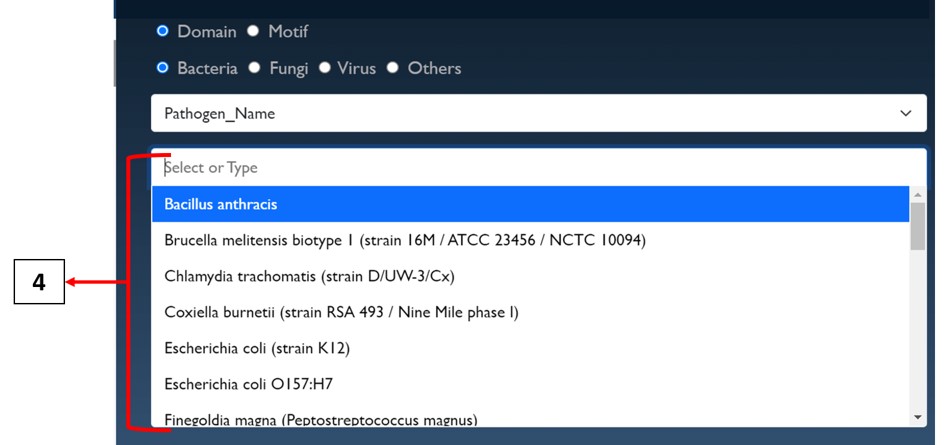 Domain Motif
Bacteria Fungi Virus Others
Pathogen_Name
Select or Type
Bacillus anthracis
Brucella melitensis biotype 1 (strain 16M / ATCC 23456 / NCTC 10094)
Chlamydia trachomatis (strain D/UW-3/Cx)
Coxiella burnetii (strain RSA 493 / Nine Mile phase I)
4
Escherichia coli (strain K12)
Escherichia coli O157:H7
Finegoldia magna (Peptostreptococcus magnus)